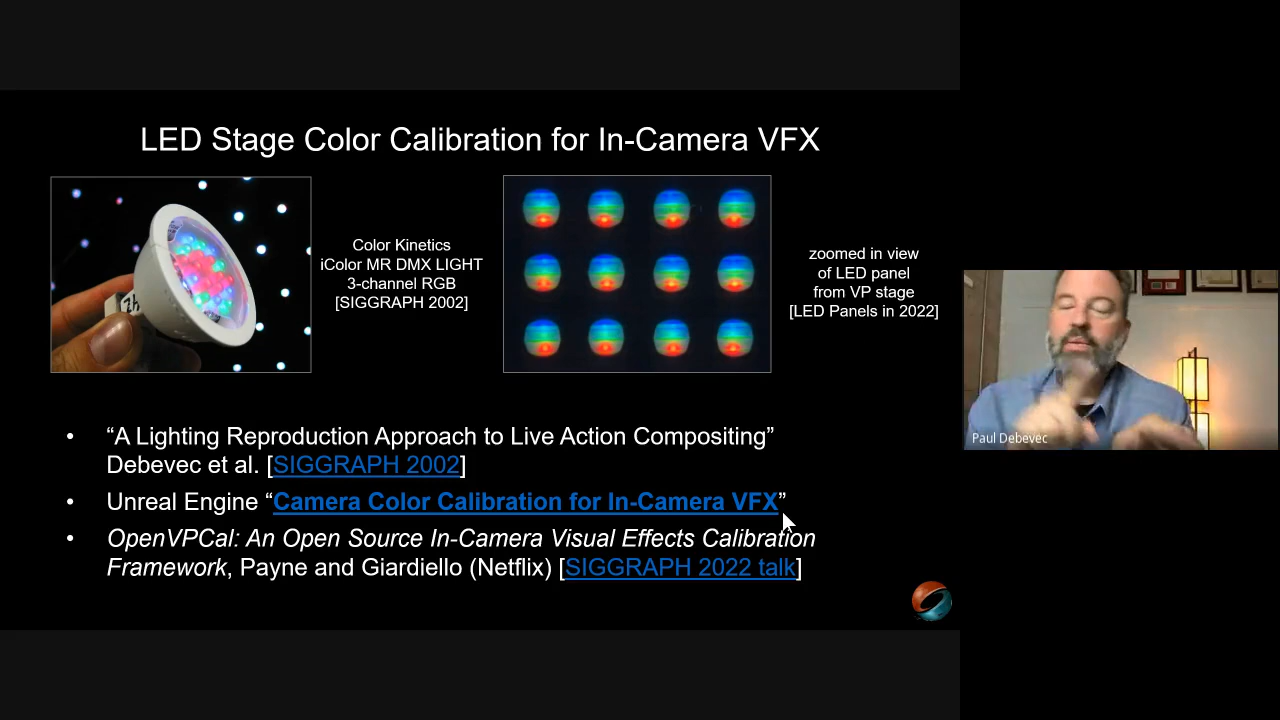 LED Stage Color Calibration for In-Camera VFX
Color Kinetics
iColor MR DMX LIGHT
3-channel RGB
[SIGGRAPH 2002]
zoomed in view
of LED panel
from VP stage
[LED Panels in 2022]
• “A Lighting Reproduction Approach to Live Action Compositing”
Debevec et al. [SIGGRAPH 2002]
• Unreal Engine “Camera Color Calibration for In-Camera VFX”
• OpenVPCal: An Open Source In-Camera Visual Effects Calibration
Framework, Payne and Giardiello (Netflix) [SIGGRAPH 2022 talk]
Paul Debevec